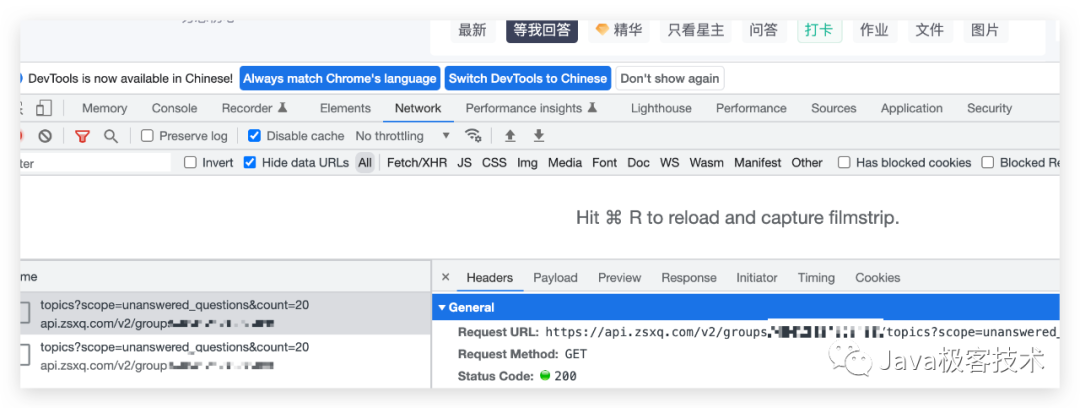 最新 等我回答 精华 只看星主 问答 打卡 作业 文件 图片
DevTools is now available in Chinese! Always match Chrome's language Switch DevTools to Chinese Don't show again
Memory Console Recorder Elements Network Performance insights Lighthouse Performance Sources Application Security
Preserve log Disable cache No throttling
ter Invert Hide data URLs All Fetch/XHR JS CSS Img Media Font Doc WS Wasm Manifest Other Has blocked cookies Blocked Re
Hit ⌘ R to reload and capture filmstrip.
me
× Headers Payload Preview Response Initiator Timing Cookies
topics?scope=unanswered_questions&count=20
api.zsxq.com/v2/group
topics?scope=unanswered_questions&count=20
api.zsxq.com/v2/group
General
Request URL: https://api.zsxq.com/v2/groups /topics?scope=unanswered_
Request Method: GET
Status Code: 200
Java极客技术